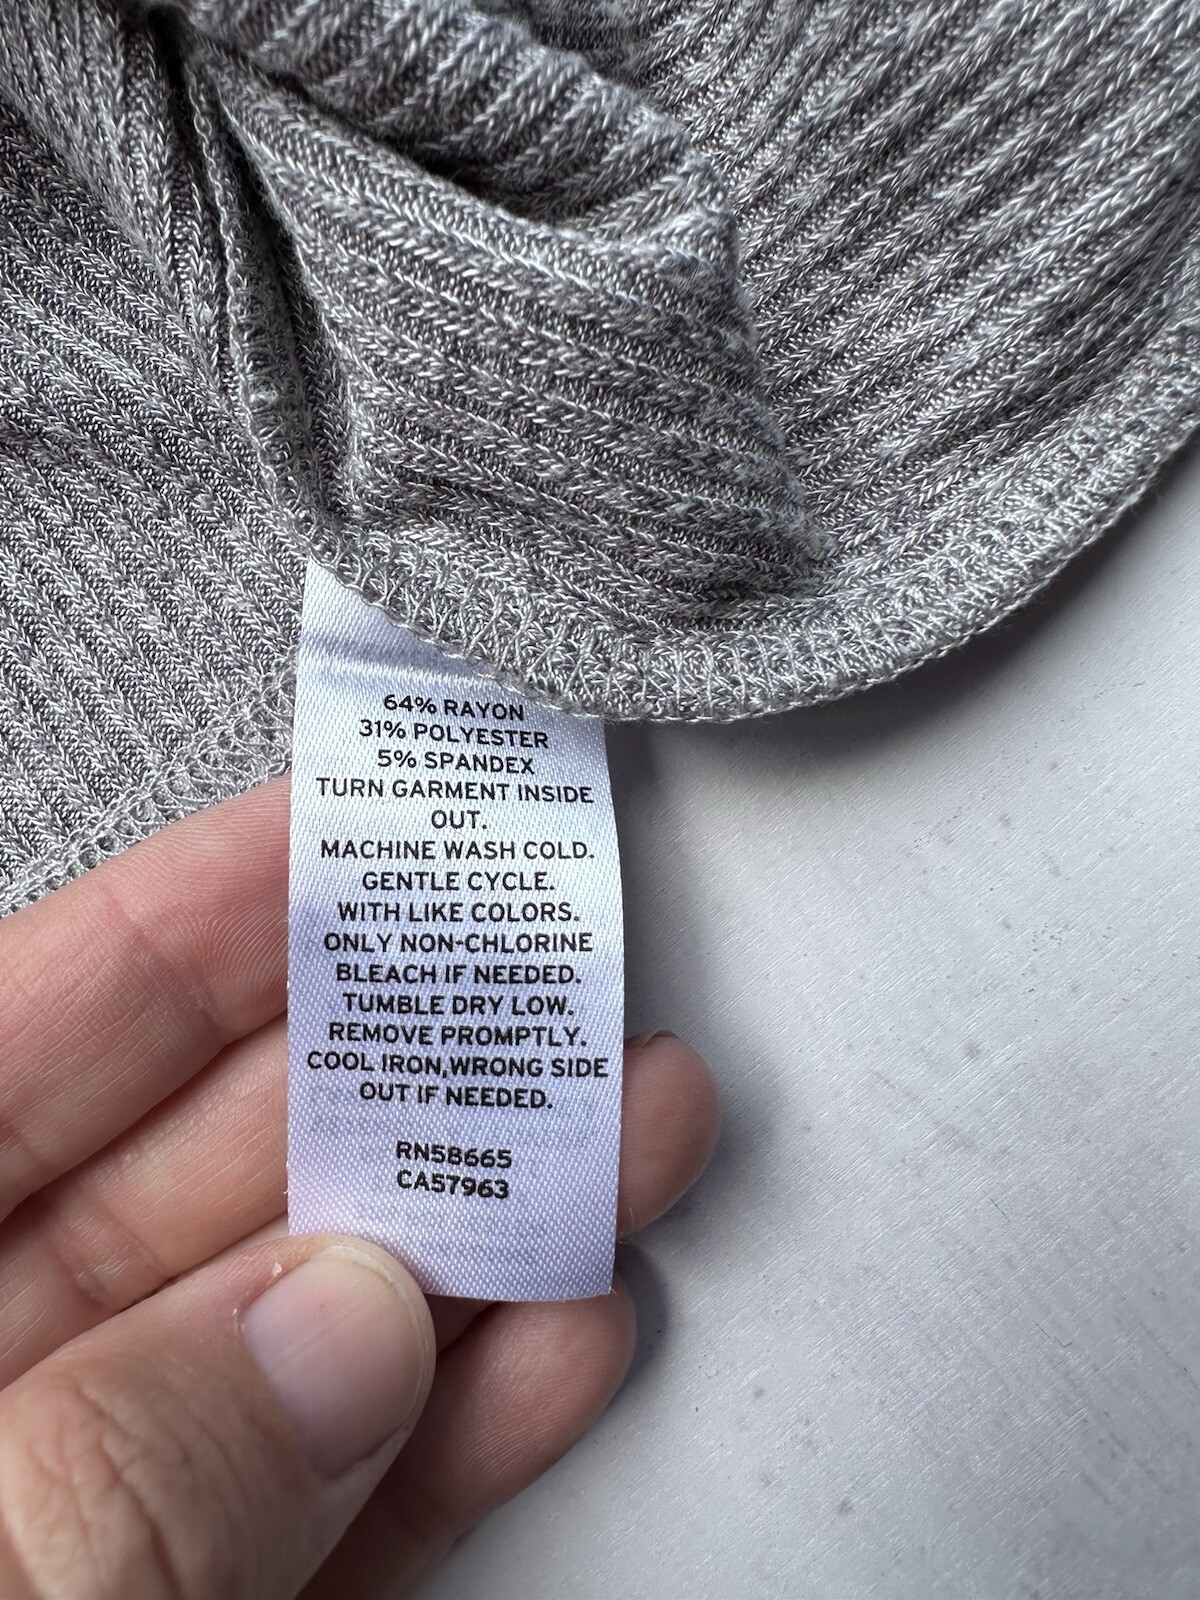 64% RAYON
31% POLYESTER
5% SPANDEX
TURN GARMENT INSIDE
OUT.
MACHINE WASH COLD.
GENTLE CYCLE.
WITH LIKE COLORS.
ONLY NON-CHLORINE
BLEACH IF NEEDED.
TUMBLE DRY LOW.
REMOVE PROMPTLY.
COOL IRON,WRONG SIDE
OUT IF NEEDED.
RN58665
CA57963